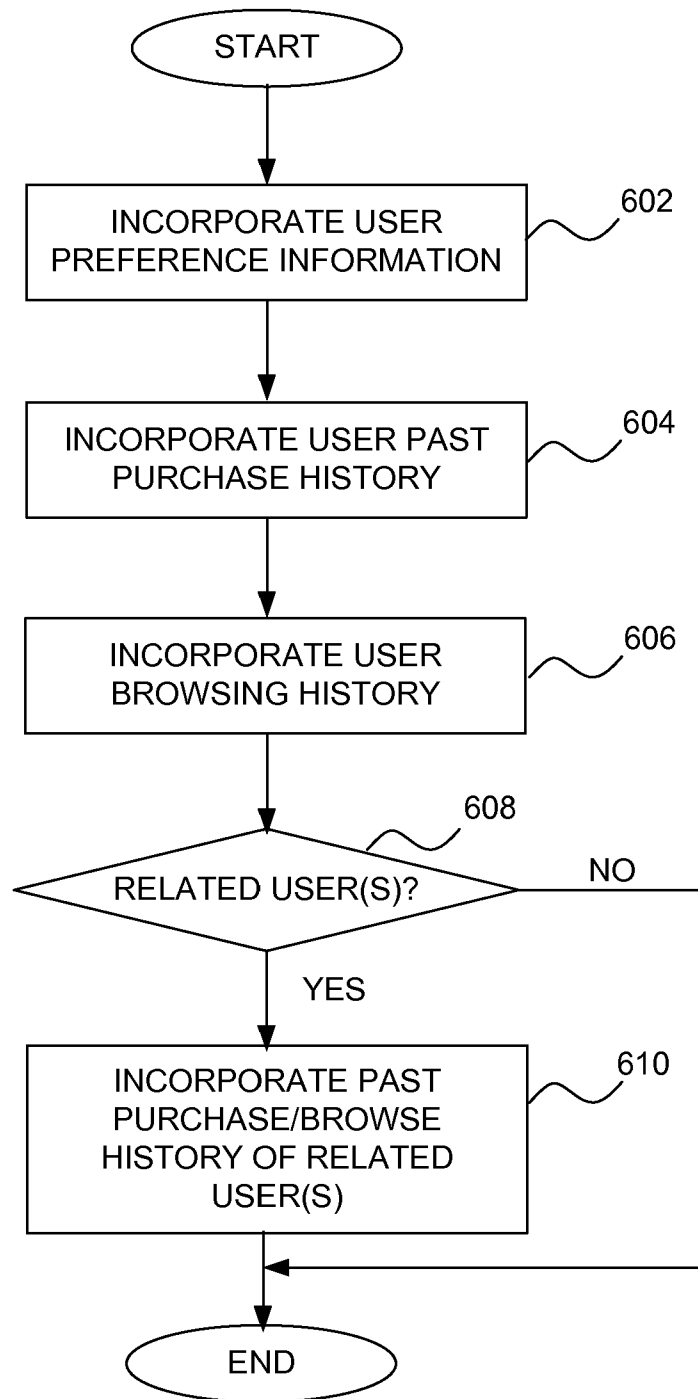 START
602
INCORPORATE USER
PREFERENCE INFORMATION
604
INCORPORATE USER PAST
PURCHASE HISTORY
606
INCORPORATE USER
BROWSING HISTORY
608
RELATED USER(S)?
NO
YES
610
INCORPORATE PAST
PURCHASE/BROWSE
HISTORY OF RELATED
USER(S)
END